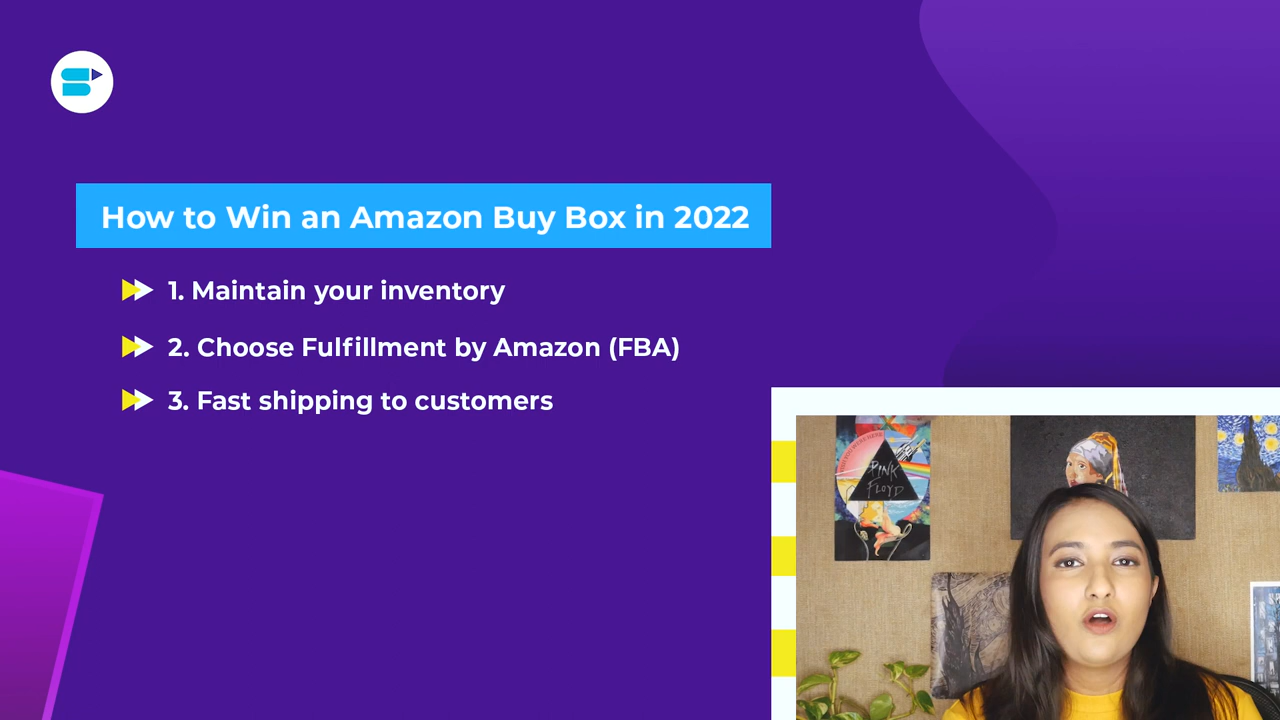 How to Win an Amazon Buy Box in 2022
1. Maintain your inventory
2. Choose Fulfillment by Amazon (FBA)
3. Fast shipping to customers
PINK
FLOYD